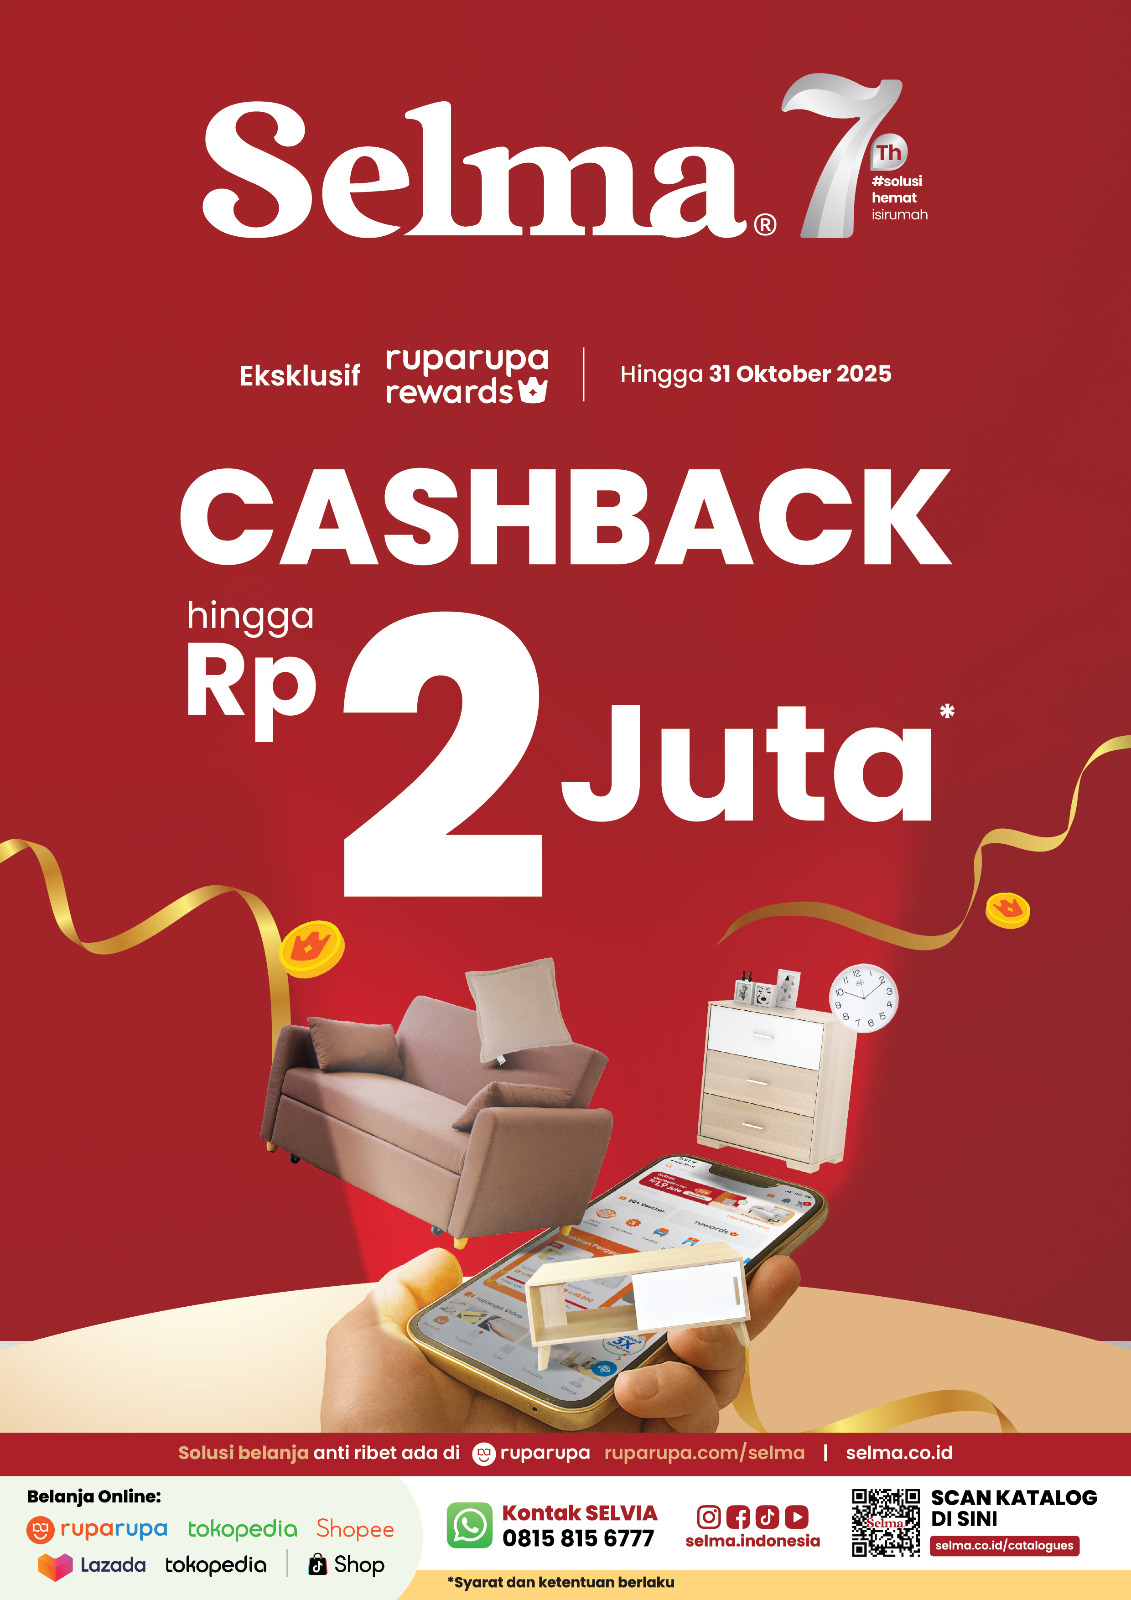 Selma®
7Th
#solusi
hemat
isirumah
Eksklusif ruparupa rewards | Hingga 31 Oktober 2025
CASHBACK
hingga
Rp 2 Juta*
Solusi belanja anti ribet ada di ruparupa ruparupa.com/selma | selma.co.id
Belanja Online:
ruparupa tokopedia Shopee
Lazada tokopedia | Shop
Kontak SELVIA
0815 815 6777
selma.indonesia
Selma
SCAN KATALOG
DI SINI
selma.co.id/catalogues
*Syarat dan ketentuan berlaku